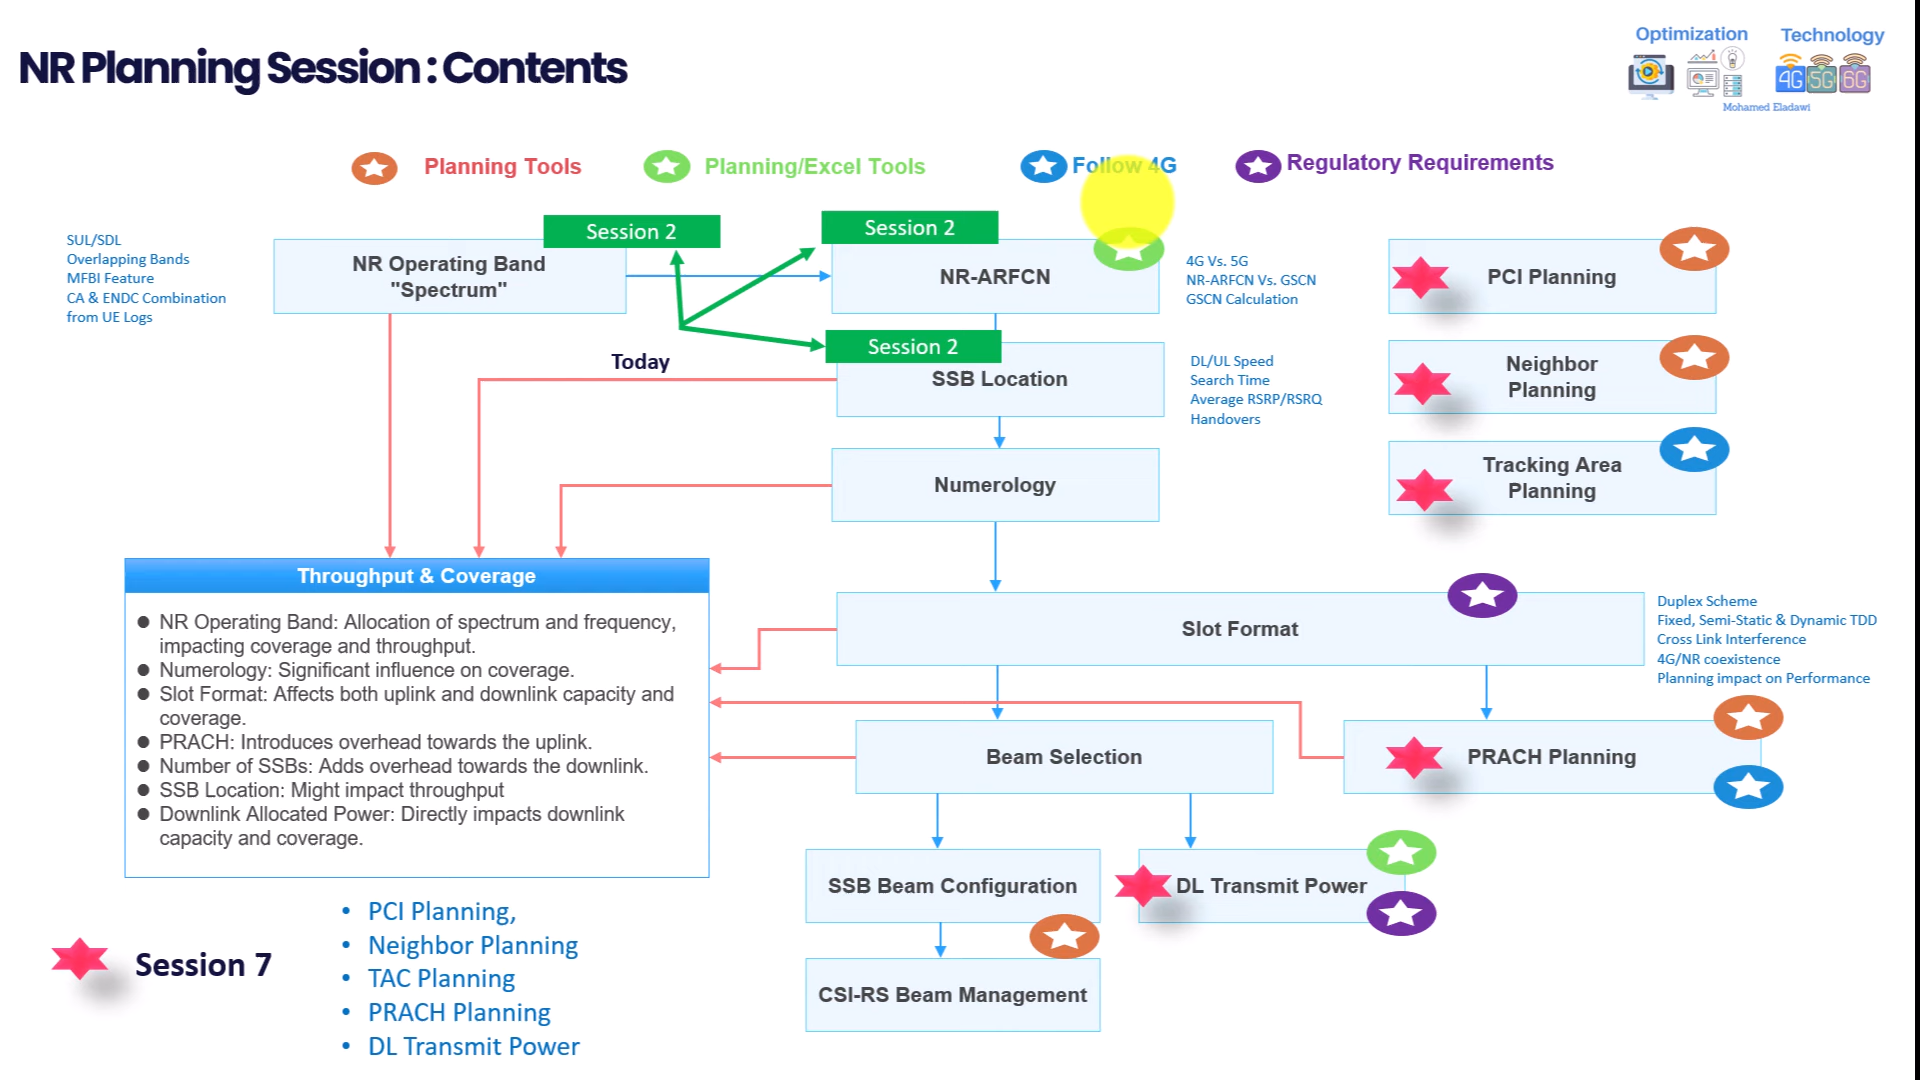 NR Planning Session : Contents
Optimization
Technology
4G 5G 6G
Mohamed Eladawi
Planning Tools
Planning/Excel Tools
Follow 4G
Regulatory Requirements
SUL/SDL
Overlapping Bands
MFBI Feature
CA & ENDC Combination
from UE Logs
Session 2
NR Operating Band
"Spectrum"
Session 2
NR-ARFCN
4G Vs. 5G
NR-ARFCN Vs. GSCN
GSCN Calculation
PCI Planning
Today
Session 2
SSB Location
DL/UL Speed
Search Time
Average RSRP/RSRQ
Handovers
Neighbor
Planning
Numerology
Tracking Area
Planning
Throughput & Coverage
● NR Operating Band: Allocation of spectrum and frequency,
impacting coverage and throughput.
● Numerology: Significant influence on coverage.
● Slot Format: Affects both uplink and downlink capacity and
coverage.
● PRACH: Introduces overhead towards the uplink.
● Number of SSBs: Adds overhead towards the downlink.
● SSB Location: Might impact throughput
● Downlink Allocated Power: Directly impacts downlink
capacity and coverage.
Slot Format
Duplex Scheme
Fixed, Semi-Static & Dynamic TDD
Cross Link Interference
4G/NR coexistence
Planning impact on Performance
Beam Selection
PRACH Planning
SSB Beam Configuration
DL Transmit Power
CSI-RS Beam Management
Session 7
• PCI Planning,
• Neighbor Planning
• TAC Planning
• PRACH Planning
• DL Transmit Power